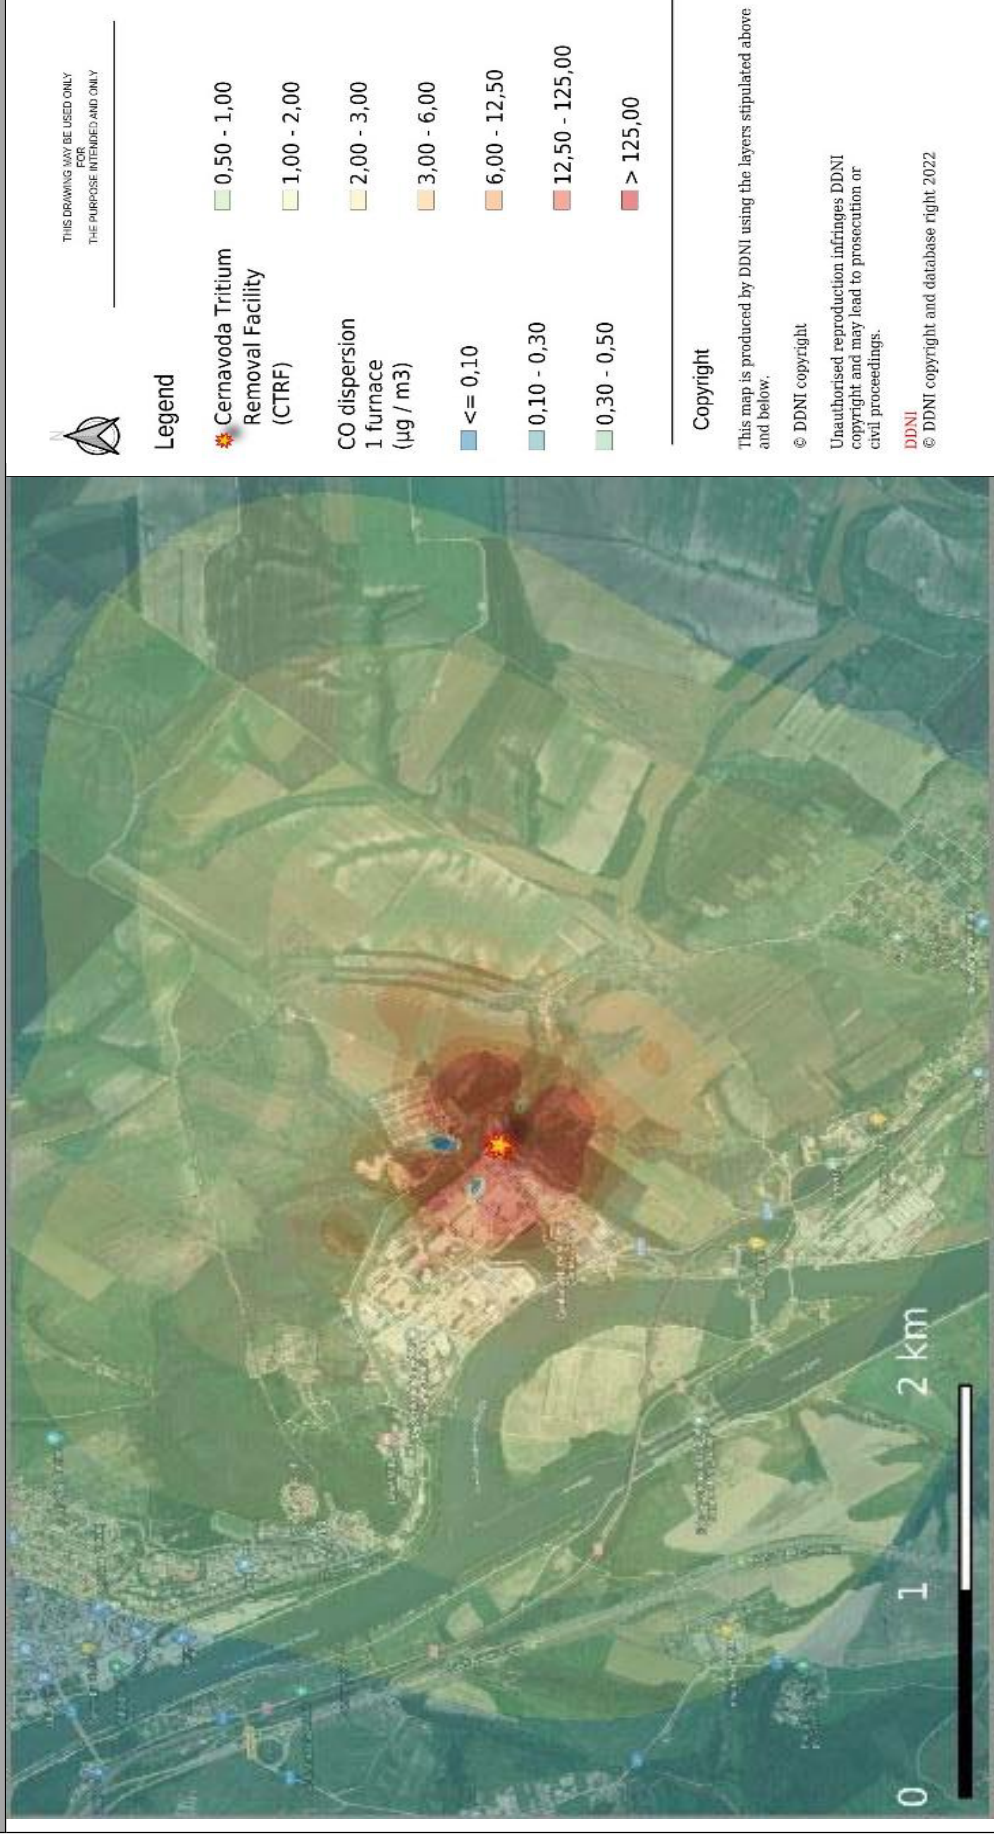 THIS DRAWING MAY BE USED ONLY
FOR
THE PURPOSE INTENDED AND ONLY
N
Legend
Cernavoda Tritium
Removal Facility
(CTRF)
CO dispersion
1 furnace
(µg / m3)
<= 0,10
0,10 - 0,30
0,30 - 0,50
0,50 - 1,00
1,00 - 2,00
2,00 - 3,00
3,00 - 6,00
6,00 - 12,50
12,50 - 125,00
> 125,00
Copyright
This map is produced by DDNI using the layers stipulated above
and below.
© DDNI copyright
Unauthorised reproduction infringes DDNI
copyright and may lead to prosecution or
civil proceedings.
DDNI
© DDNI copyright and database right 2022
0 1 2 km